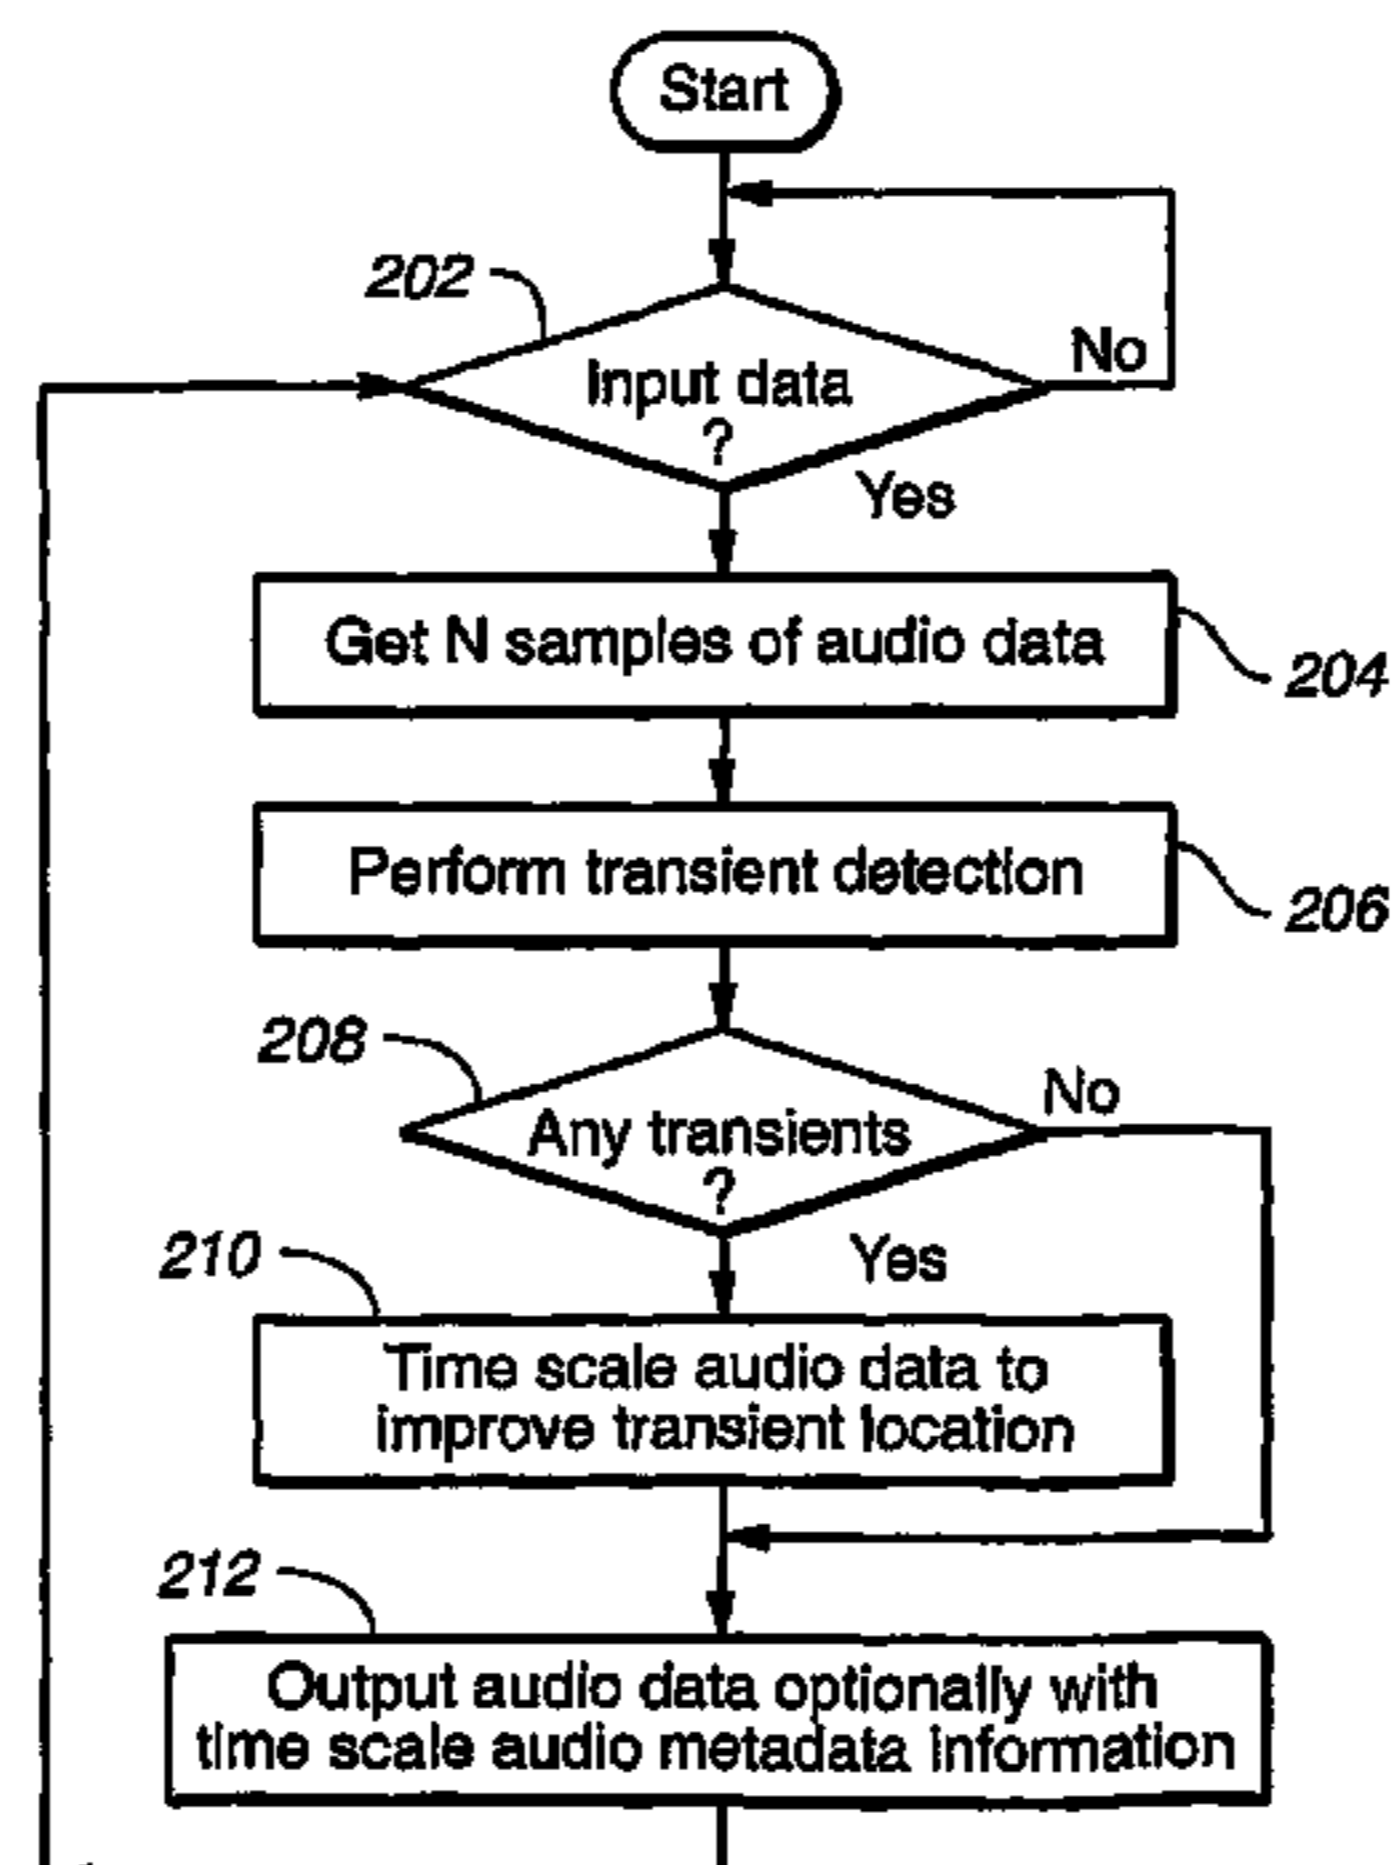 Start
202
Input data
?
No
Yes
Get N samples of audio data
204
Perform transient detection
206
208
Any transients
?
No
Yes
210
Time scale audio data to
improve transient location
212
Output audio data optionally with
time scale audio metadata information